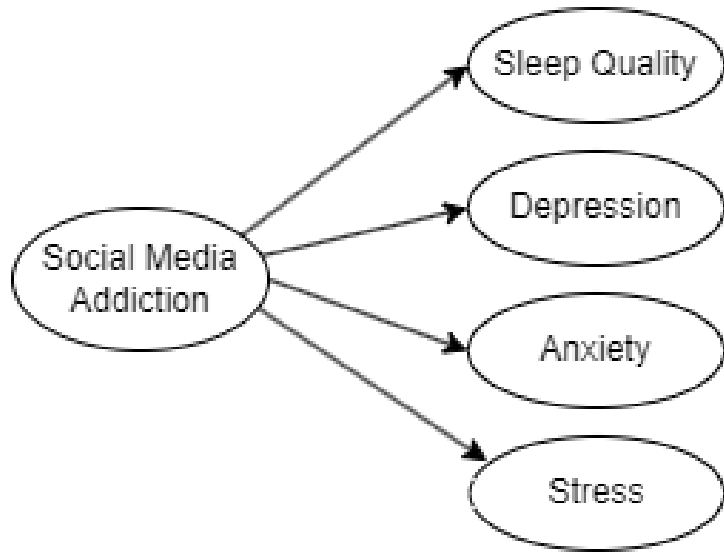 Sleep Quality
Depression
Social Media
Addiction
Anxiety
Stress